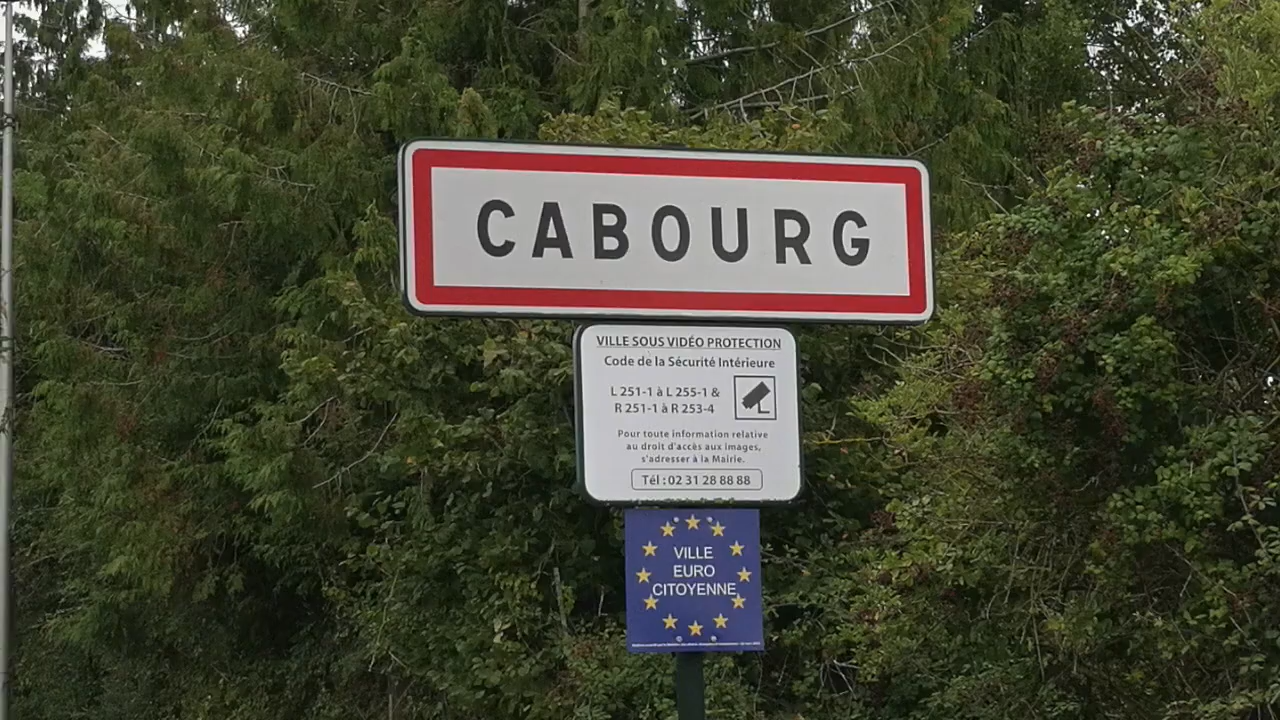 CABOURG
VILLE SOUS VIDÉO PROTECTION
Code de la Sécurité Intérieure
L 251-1 à L 255-1 &
R 251-1 à R 253-4
Pour toute information relative
au droit d'accès aux images,
s'adresser à la Mairie.
Tél : 02 31 28 88 88
VILLE
EURO
CITOYENNE